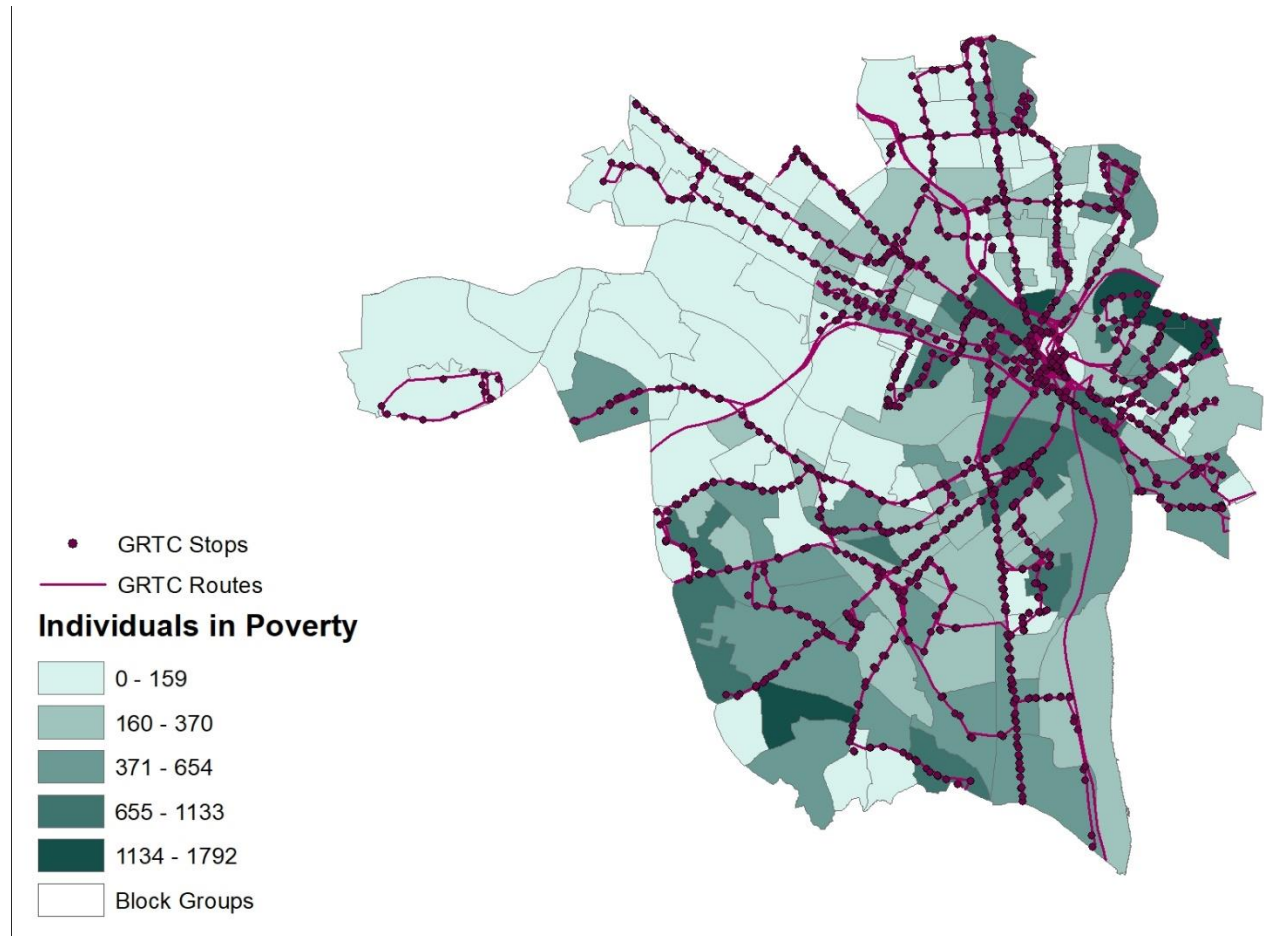 GRTC Stops
GRTC Routes
Individuals in Poverty
0 - 159
160 - 370
371 - 654
655 - 1133
1134 - 1792
Block Groups